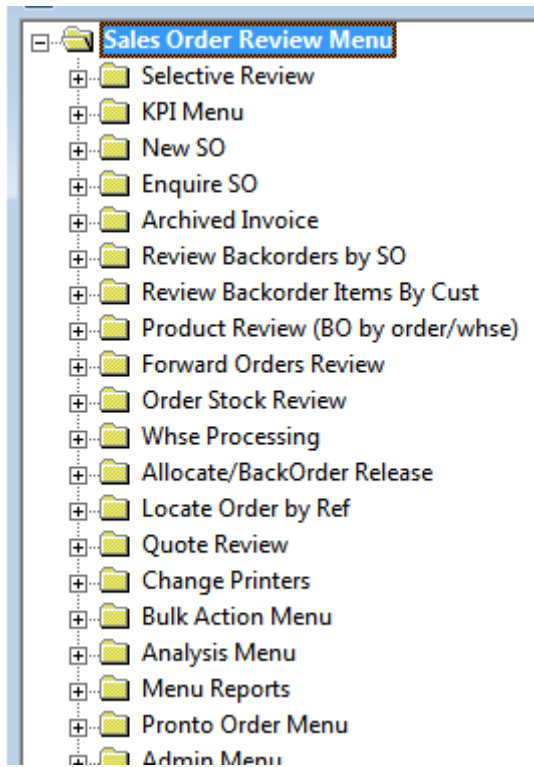 Sales Order Review Menu
Selective Review
KPI Menu
New SO
Enquire SO
Archived Invoice
Review Backorders by SO
Review Backorder Items By Cust
Product Review (BO by order/whse)
Forward Orders Review
Order Stock Review
Whse Processing
Allocate/BackOrder Release
Locate Order by Ref
Quote Review
Change Printers
Bulk Action Menu
Analysis Menu
Menu Reports
Pronto Order Menu
Admin Menu